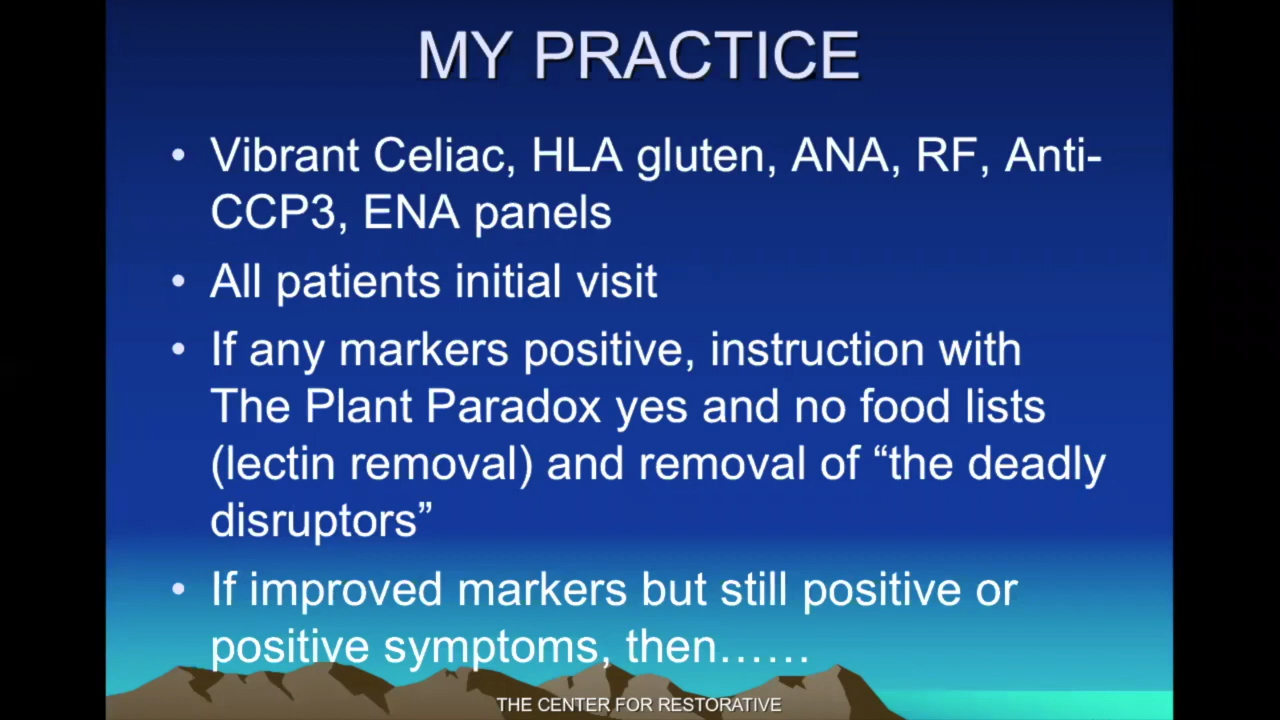 MY PRACTICE
• Vibrant Celiac, HLA gluten, ANA, RF, Anti-
CCP3, ENA panels
• All patients initial visit
• If any markers positive, instruction with
The Plant Paradox yes and no food lists
(lectin removal) and removal of “the deadly
disruptors”
• If improved markers but still positive or
positive symptoms, then……
THE CENTER FOR RESTORATIVE